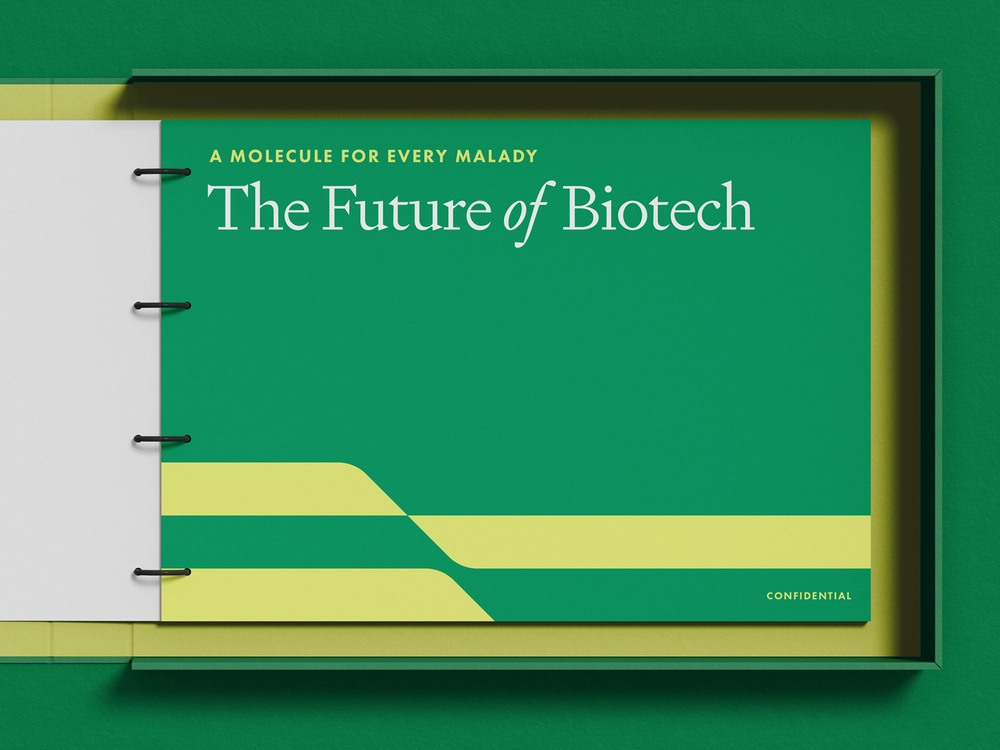 A MOLECULE FOR EVERY MALADY
The Future of Biotech
CONFIDENTIAL